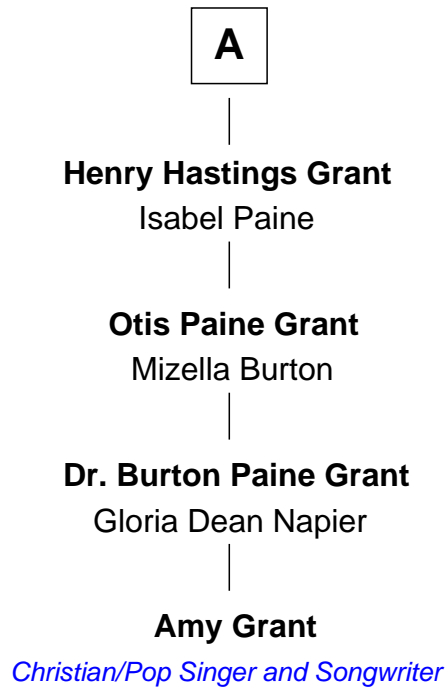 A
Henry Hastings Grant
Isabel Paine
Otis Paine Grant
Mizella Burton
Dr. Burton Paine Grant
Gloria Dean Napier
Amy Grant
Christian/Pop Singer and Songwriter